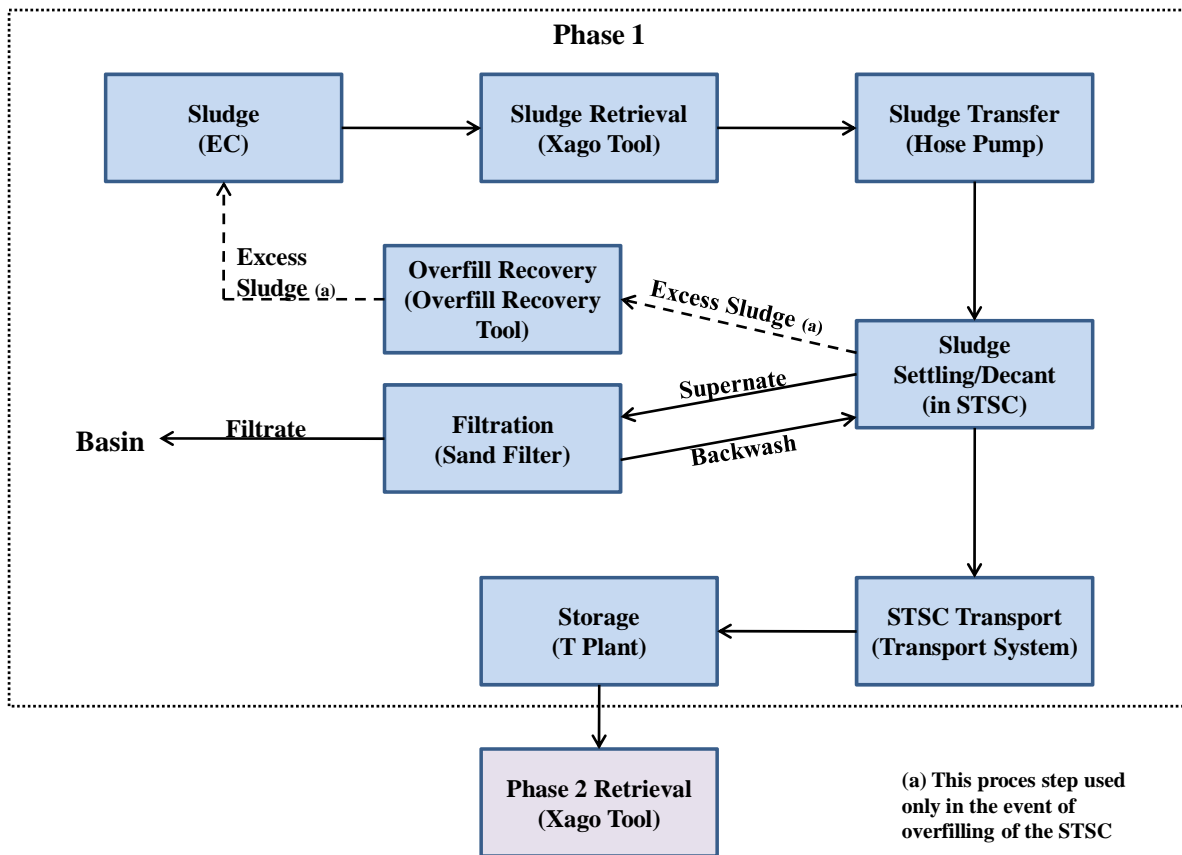 Phase 1
Sludge
(EC)
Sludge Retrieval
(Xago Tool)
Sludge Transfer
(Hose Pump)
Excess
Sludge (a)
Overfill Recovery
(Overfill Recovery
Tool)
Excess Sludge (a)
Sludge
Settling/Decant
(in STSC)
Supernate
Basin
Filtrate
Filtration
(Sand Filter)
Backwash
Storage
(T Plant)
STSC Transport
(Transport System)
Phase 2 Retrieval
(Xago Tool)
(a) This proces step used
only in the event of
overfilling of the STSC